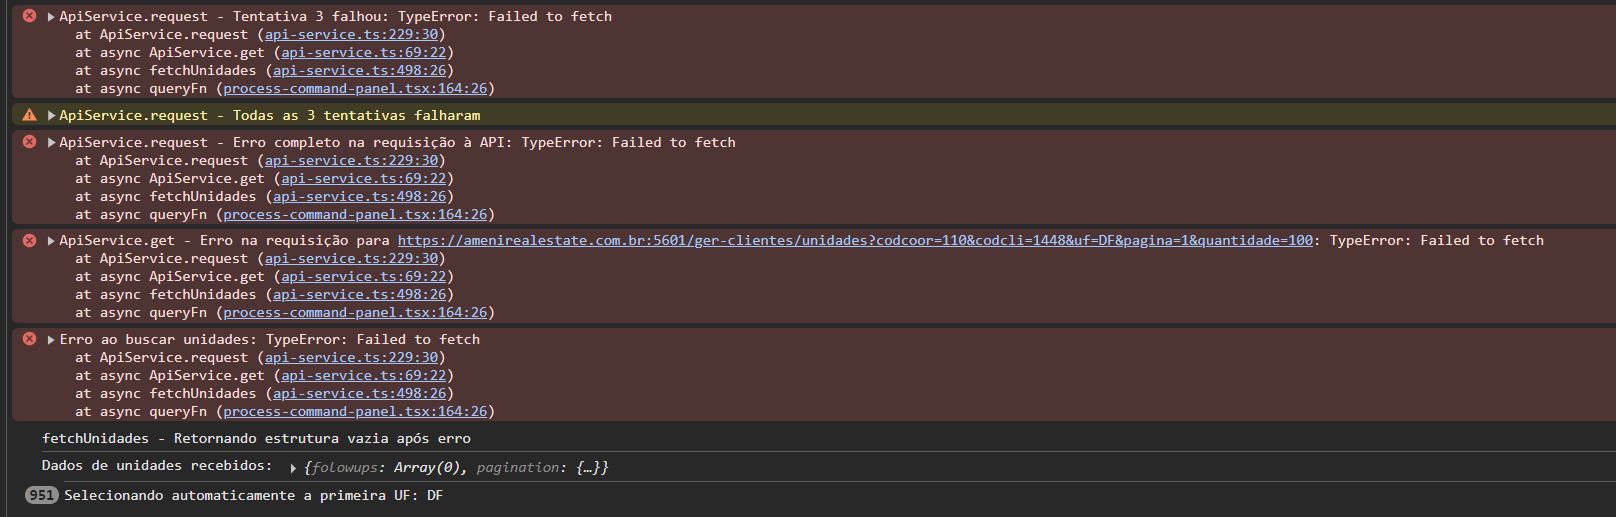 ApiService.request - Tentativa 3 falhou: TypeError: Failed to fetch
at ApiService.request (api-service.ts:229:30)
at async ApiService.get (api-service.ts:69:22)
at async fetchUnidades (api-service.ts:498:26)
at async queryFn (process-command-panel.tsx:164:26)
ApiService.request - Todas as 3 tentativas falharam
ApiService.request - Erro completo na requisição à API: TypeError: Failed to fetch
at ApiService.request (api-service.ts:229:30)
at async ApiService.get (api-service.ts:69:22)
at async fetchUnidades (api-service.ts:498:26)
at async queryFn (process-command-panel.tsx:164:26)
ApiService.get - Erro na requisição para https://amenirealestate.com.br:5601/ger-clientes/unidades?codcoor=110&codcli=1448&uf=DF&pagina=1&quantidade=100: TypeError: Failed to fetch
at ApiService.request (api-service.ts:229:30)
at async ApiService.get (api-service.ts:69:22)
at async fetchUnidades (api-service.ts:498:26)
at async queryFn (process-command-panel.tsx:164:26)
Erro ao buscar unidades: TypeError: Failed to fetch
at ApiService.request (api-service.ts:229:30)
at async ApiService.get (api-service.ts:69:22)
at async fetchUnidades (api-service.ts:498:26)
at async queryFn (process-command-panel.tsx:164:26)
fetchUnidades - Retornando estrutura vazia após erro
Dados de unidades recebidos: {folowups: Array(0), pagination: {…}}
951 Selecionando automaticamente a primeira UF: DF